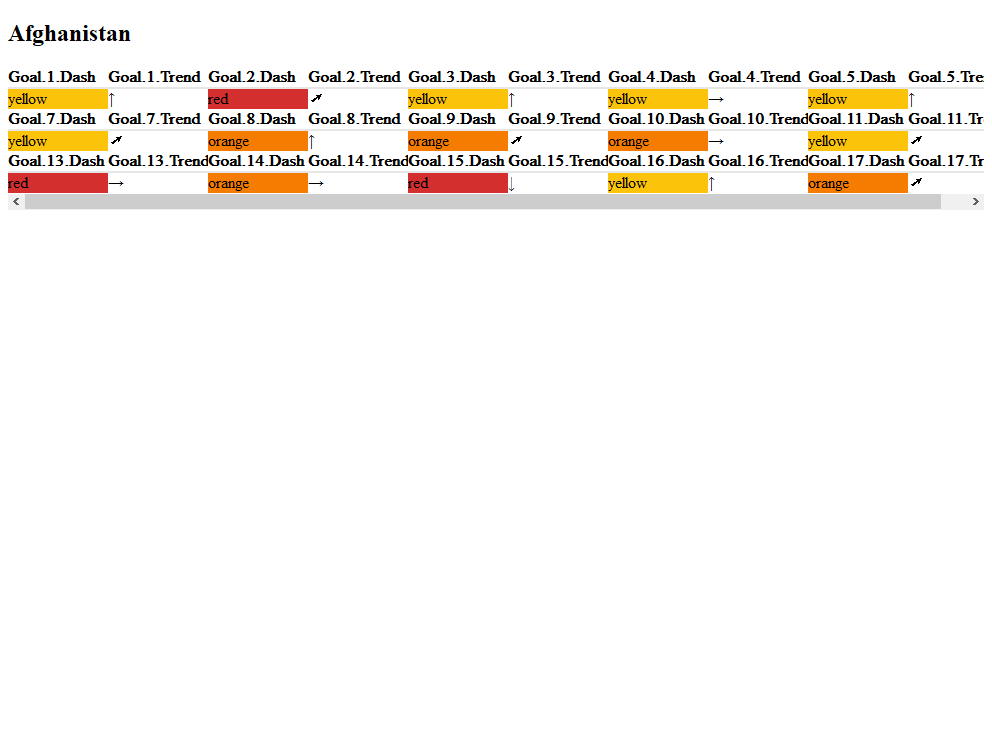 Afghanistan
Goal.1.Dash Goal.1.Trend Goal.2.Dash Goal.2.Trend Goal.3.Dash Goal.3.Trend Goal.4.Dash Goal.4.Trend Goal.5.Dash Goal.5.Tre
yellow ↑ red ➚ yellow ↑ yellow → yellow ↑
Goal.7.Dash Goal.7.Trend Goal.8.Dash Goal.8.Trend Goal.9.Dash Goal.9.Trend Goal.10.Dash Goal.10.Trend Goal.11.Dash Goal.11.Tr
yellow ➚ orange ↑ orange ➚ orange → yellow ➚
Goal.13.Dash Goal.13.Trend Goal.14.Dash Goal.14.Trend Goal.15.Dash Goal.15.Trend Goal.16.Dash Goal.16.Trend Goal.17.Dash Goal.17.T
red → orange → red ↓ yellow ↑ orange ➚